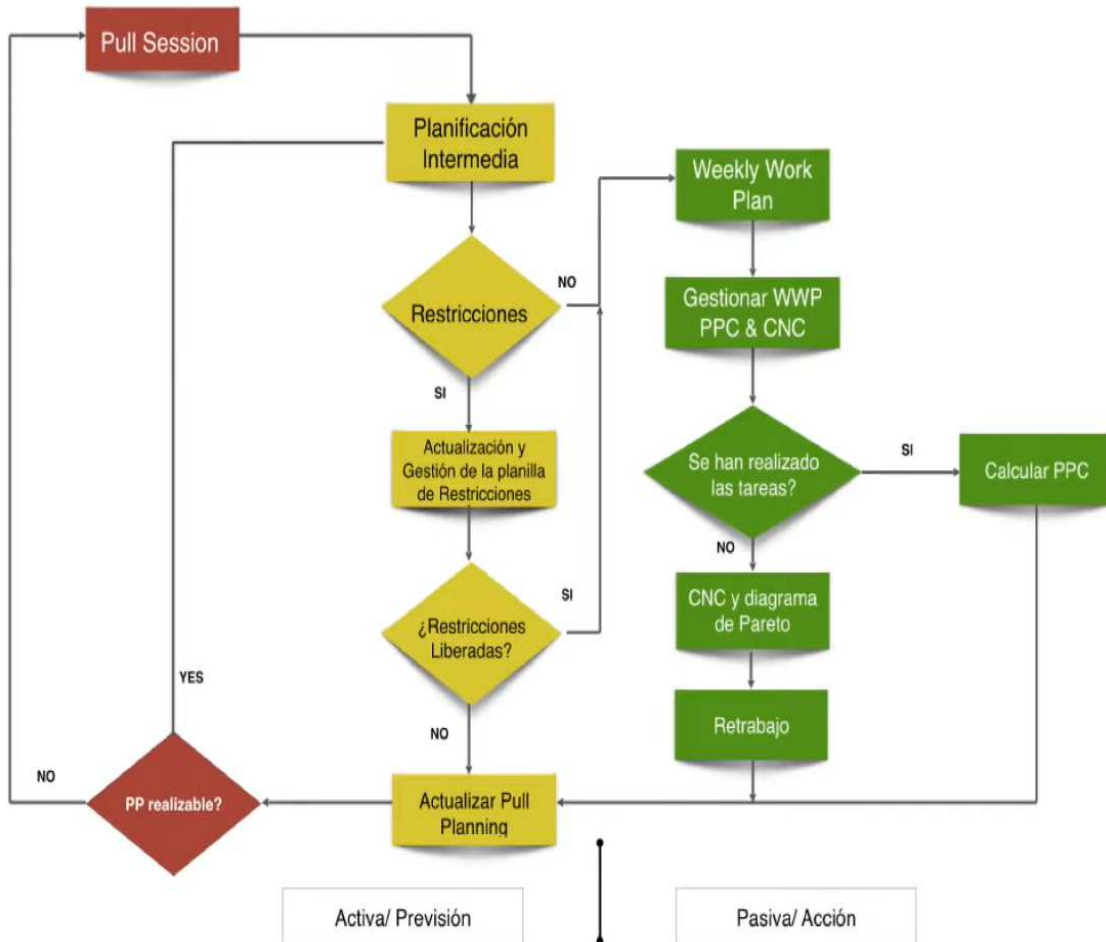 Pull Session
Planificación
Intermedia
Weekly Work
Plan
Restricciones
NO
Gestionar WWP
PPC & CNC
SI
Actualización y
Gestión de la planilla
de Restricciones
Se han realizado
las tareas?
SI
Calcular PPC
NO
¿Restricciones
Liberadas?
SI
CNC y diagrama
de Pareto
YES
NO
Retrabajo
NO
PP realizable?
Actualizar Pull
Planning
Activa/ Previsión
Pasiva/ Acción